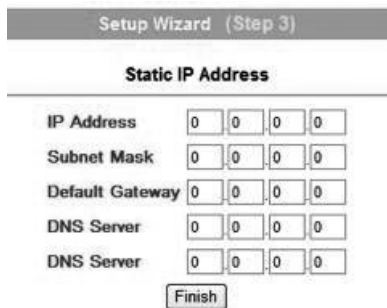 Setup Wizard (Step 3)
Static IP Address
IP Address 0 . 0 . 0 . 0
Subnet Mask 0 . 0 . 0 . 0
Default Gateway 0 . 0 . 0 . 0
DNS Server 0 . 0 . 0 . 0
DNS Server 0 . 0 . 0 . 0
Finish